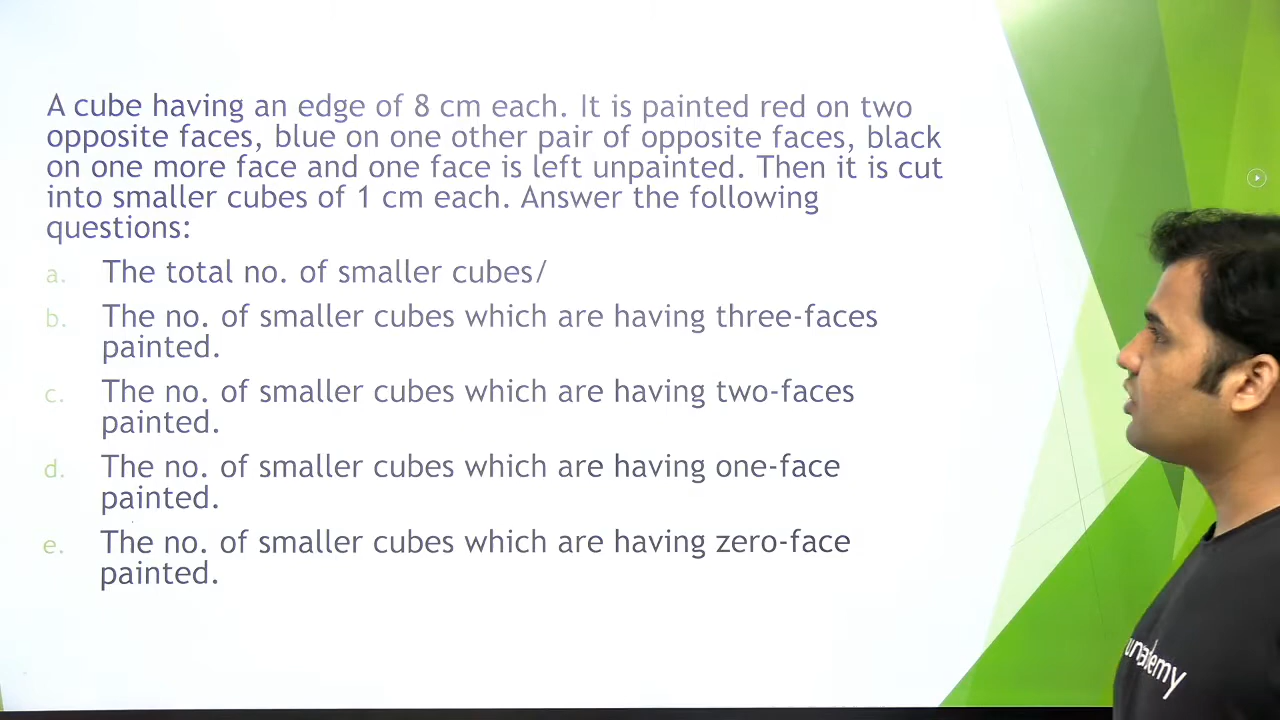 A cube having an edge of 8 cm each. It is painted red on two
opposite faces, blue on one other pair of opposite faces, black
on one more face and one face is left unpainted. Then it is cut
into smaller cubes of 1 cm each. Answer the following
questions:
a. The total no. of smaller cubes/
b. The no. of smaller cubes which are having three-faces
painted.
c. The no. of smaller cubes which are having two-faces
painted.
d. The no. of smaller cubes which are having one-face
painted.
e. The no. of smaller cubes which are having zero-face
painted.
unacademy